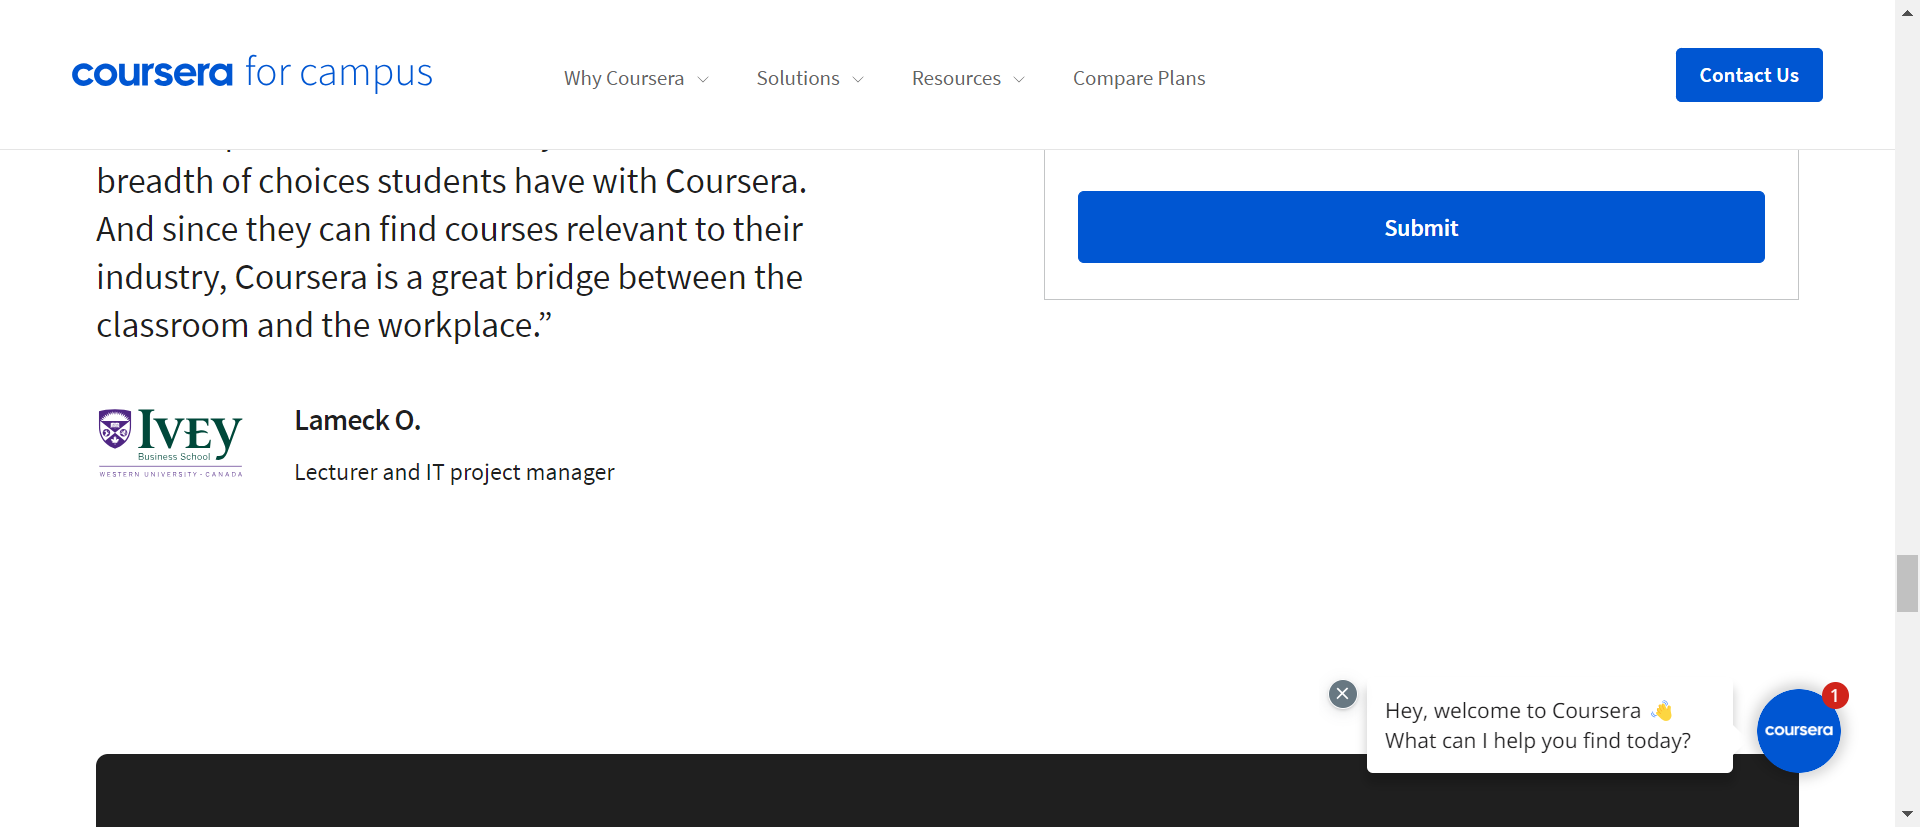 coursera for campus
Why Coursera
Solutions
Resources
Compare Plans
Contact Us
breadth of choices students have with Coursera.
And since they can find courses relevant to their
industry, Coursera is a great bridge between the
classroom and the workplace.”
Submit
IVEY
Business School
WESTERN UNIVERSITY · CANADA
Lameck O.
Lecturer and IT project manager
Hey, welcome to Coursera 👋
What can I help you find today?
coursera
1